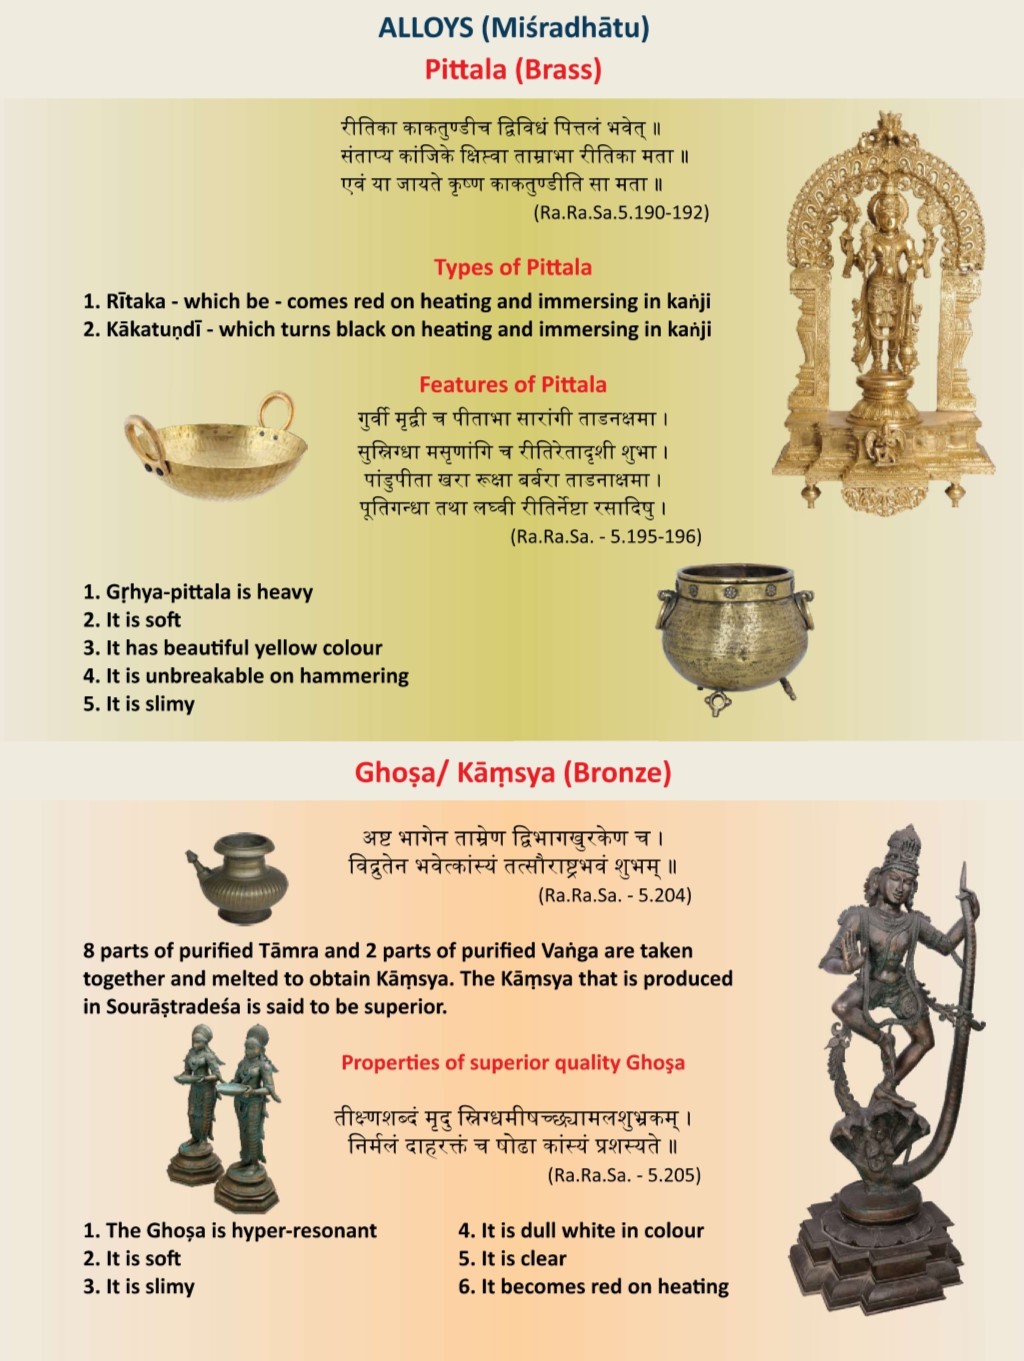 ALLOYS (Miśradhātu)
Pittala (Brass)
रीतिका काकतुण्डीच द्विविधं पित्तलं भवेत् ॥
संताप्य कांजिके क्षिप्त्वा ताम्राभा रीतिका मता ॥
एवं या जायते कृष्ण काकतुण्डीति सा मता ॥
(Ra.Ra.Sa.5.190-192)
Types of Pittala
1. Rītaka - which be - comes red on heating and immersing in kaṅji
2. Kākatuṇḍī - which turns black on heating and immersing in kaṅji
Features of Pittala
गुर्वी मृद्वी च पीताभा सारांगी ताडनक्षमा ।
सुस्निग्धा मसृणांगि च रीतिरेतादृशी शुभा ।
पांडुपीता खरा रूक्षा बर्बरा ताडनाक्षमा ।
पूतिगन्धा तथा लघ्वी रीतिर्नेष्टा रसादिषु ।
(Ra.Ra.Sa. - 5.195-196)
1. Gṛhya-pittala is heavy
2. It is soft
3. It has beautiful yellow colour
4. It is unbreakable on hammering
5. It is slimy
Ghoṣa/ Kāṃsya (Bronze)
अष्ट भागेन ताम्रेण द्विभागखुरकेण च ।
विद्रुतेन भवेत्कांस्यं तत्सौराष्ट्रभवं शुभम् ॥
(Ra.Ra.Sa. - 5.204)
8 parts of purified Tāmra and 2 parts of purified Vaṅga are taken
together and melted to obtain Kāṃsya. The Kāṃsya that is produced
in Sourāṣtradeśa is said to be superior.
Properties of superior quality Ghoṣa
तीक्ष्णशब्दं मृदु स्निग्धमीषच्छ्यामलशुभ्रकम् ।
निर्मलं दाहरक्तं च षोढा कांस्यं प्रशस्यते ॥
(Ra.Ra.Sa. - 5.205)
1. The Ghoṣa is hyper-resonant
2. It is soft
3. It is slimy
4. It is dull white in colour
5. It is clear
6. It becomes red on heating